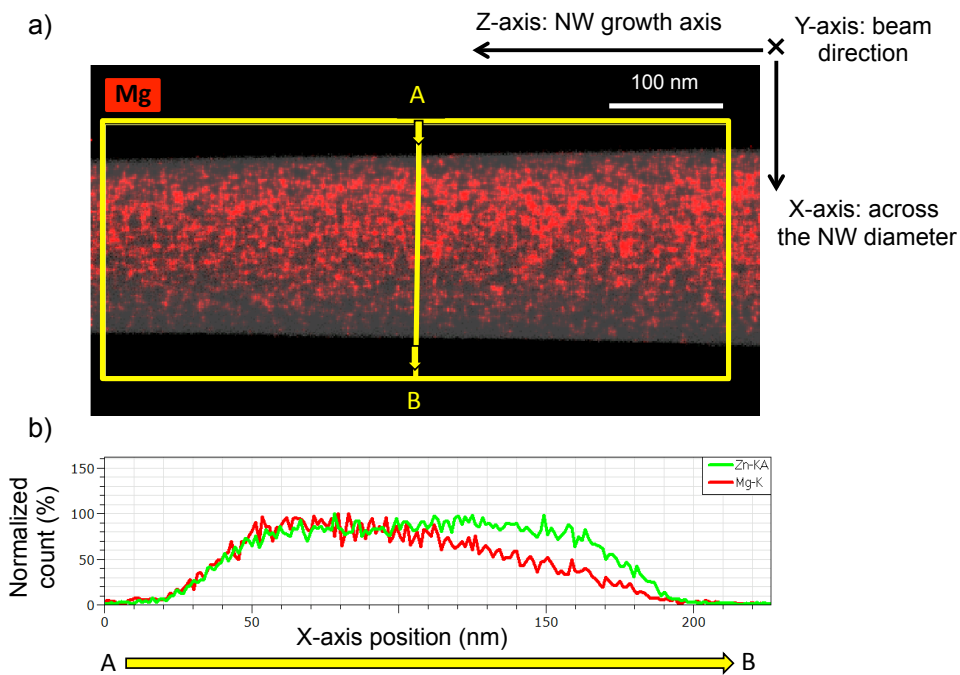 a)
Z-axis: NW growth axis
Y-axis: beam
direction
Mg
A
100 nm
X-axis: across
the NW diameter
B
b)
Normalized
count (%)
150
100
50
0
Zn-KA
Mg-K
0
50
100
150
200
X-axis position (nm)
A
B